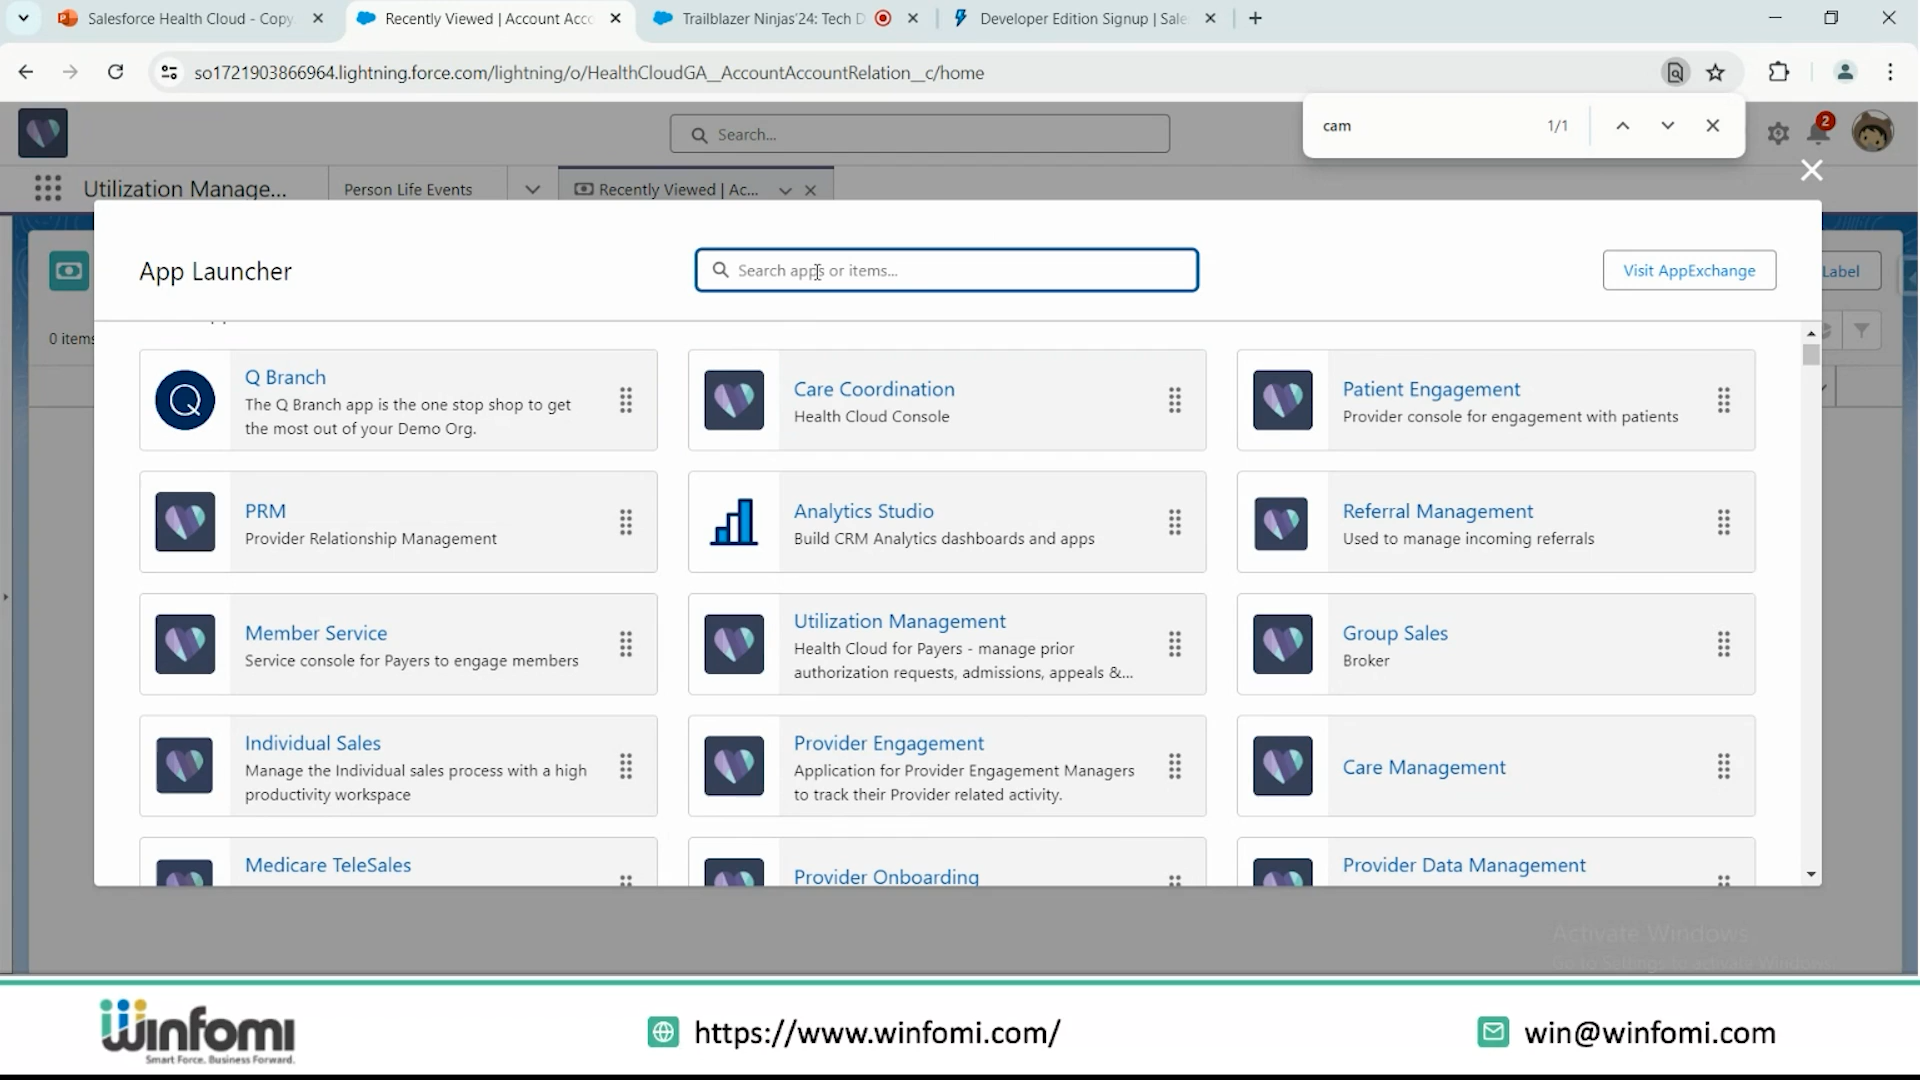 Salesforce Health Cloud - Copy
Recently Viewed | Account Acco
Trailblazer Ninjas'24: Tech D
Developer Edition Signup | Sale
so1721903866964.lightning.force.com/lightning/o/HealthCloudGA__AccountAccountRelation__c/home
cam 1/1
Search...
2
Utilization Manage...
Person Life Events
Recently Viewed | Ac...
App Launcher
Search apps or items...
Visit AppExchange
Label
0 items
Q Branch
The Q Branch app is the one stop shop to get
the most out of your Demo Org.
Care Coordination
Health Cloud Console
Patient Engagement
Provider console for engagement with patients
PRM
Provider Relationship Management
Analytics Studio
Build CRM Analytics dashboards and apps
Referral Management
Used to manage incoming referrals
Member Service
Service console for Payers to engage members
Utilization Management
Health Cloud for Payers - manage prior
authorization requests, admissions, appeals &...
Group Sales
Broker
Individual Sales
Manage the Individual sales process with a high
productivity workspace
Provider Engagement
Application for Provider Engagement Managers
to track their Provider related activity.
Care Management
Medicare TeleSales
Provider Onboarding
Provider Data Management
Activate Windows
Go to Settings to activate Windows.
Winfomi
Smart Force. Business Forward.
https://www.winfomi.com/
win@winfomi.com